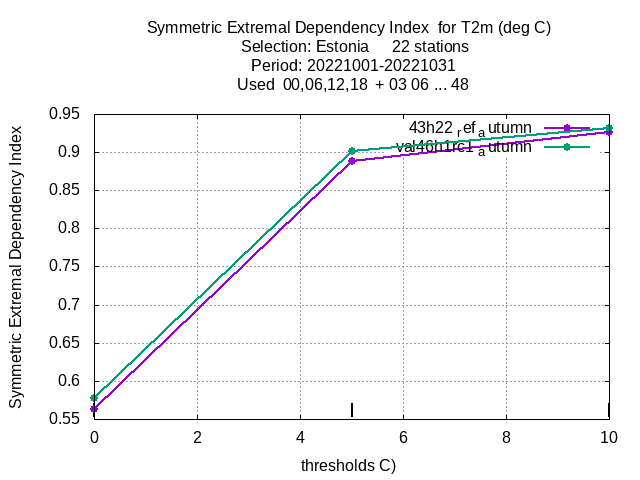 Symmetric Extremal Dependency Index  for T2m (deg C)
Selection: Estonia     22 stations
Period: 20221001-20221031
Used  00,06,12,18  + 03 06 ... 48
43h22 ref autumn
val46h1rc1 autumn
Symmetric Extremal Dependency Index
0.95
0.9
0.85
0.8
0.75
0.7
0.65
0.6
0.55
0 2 4 6 8 10
thresholds C)